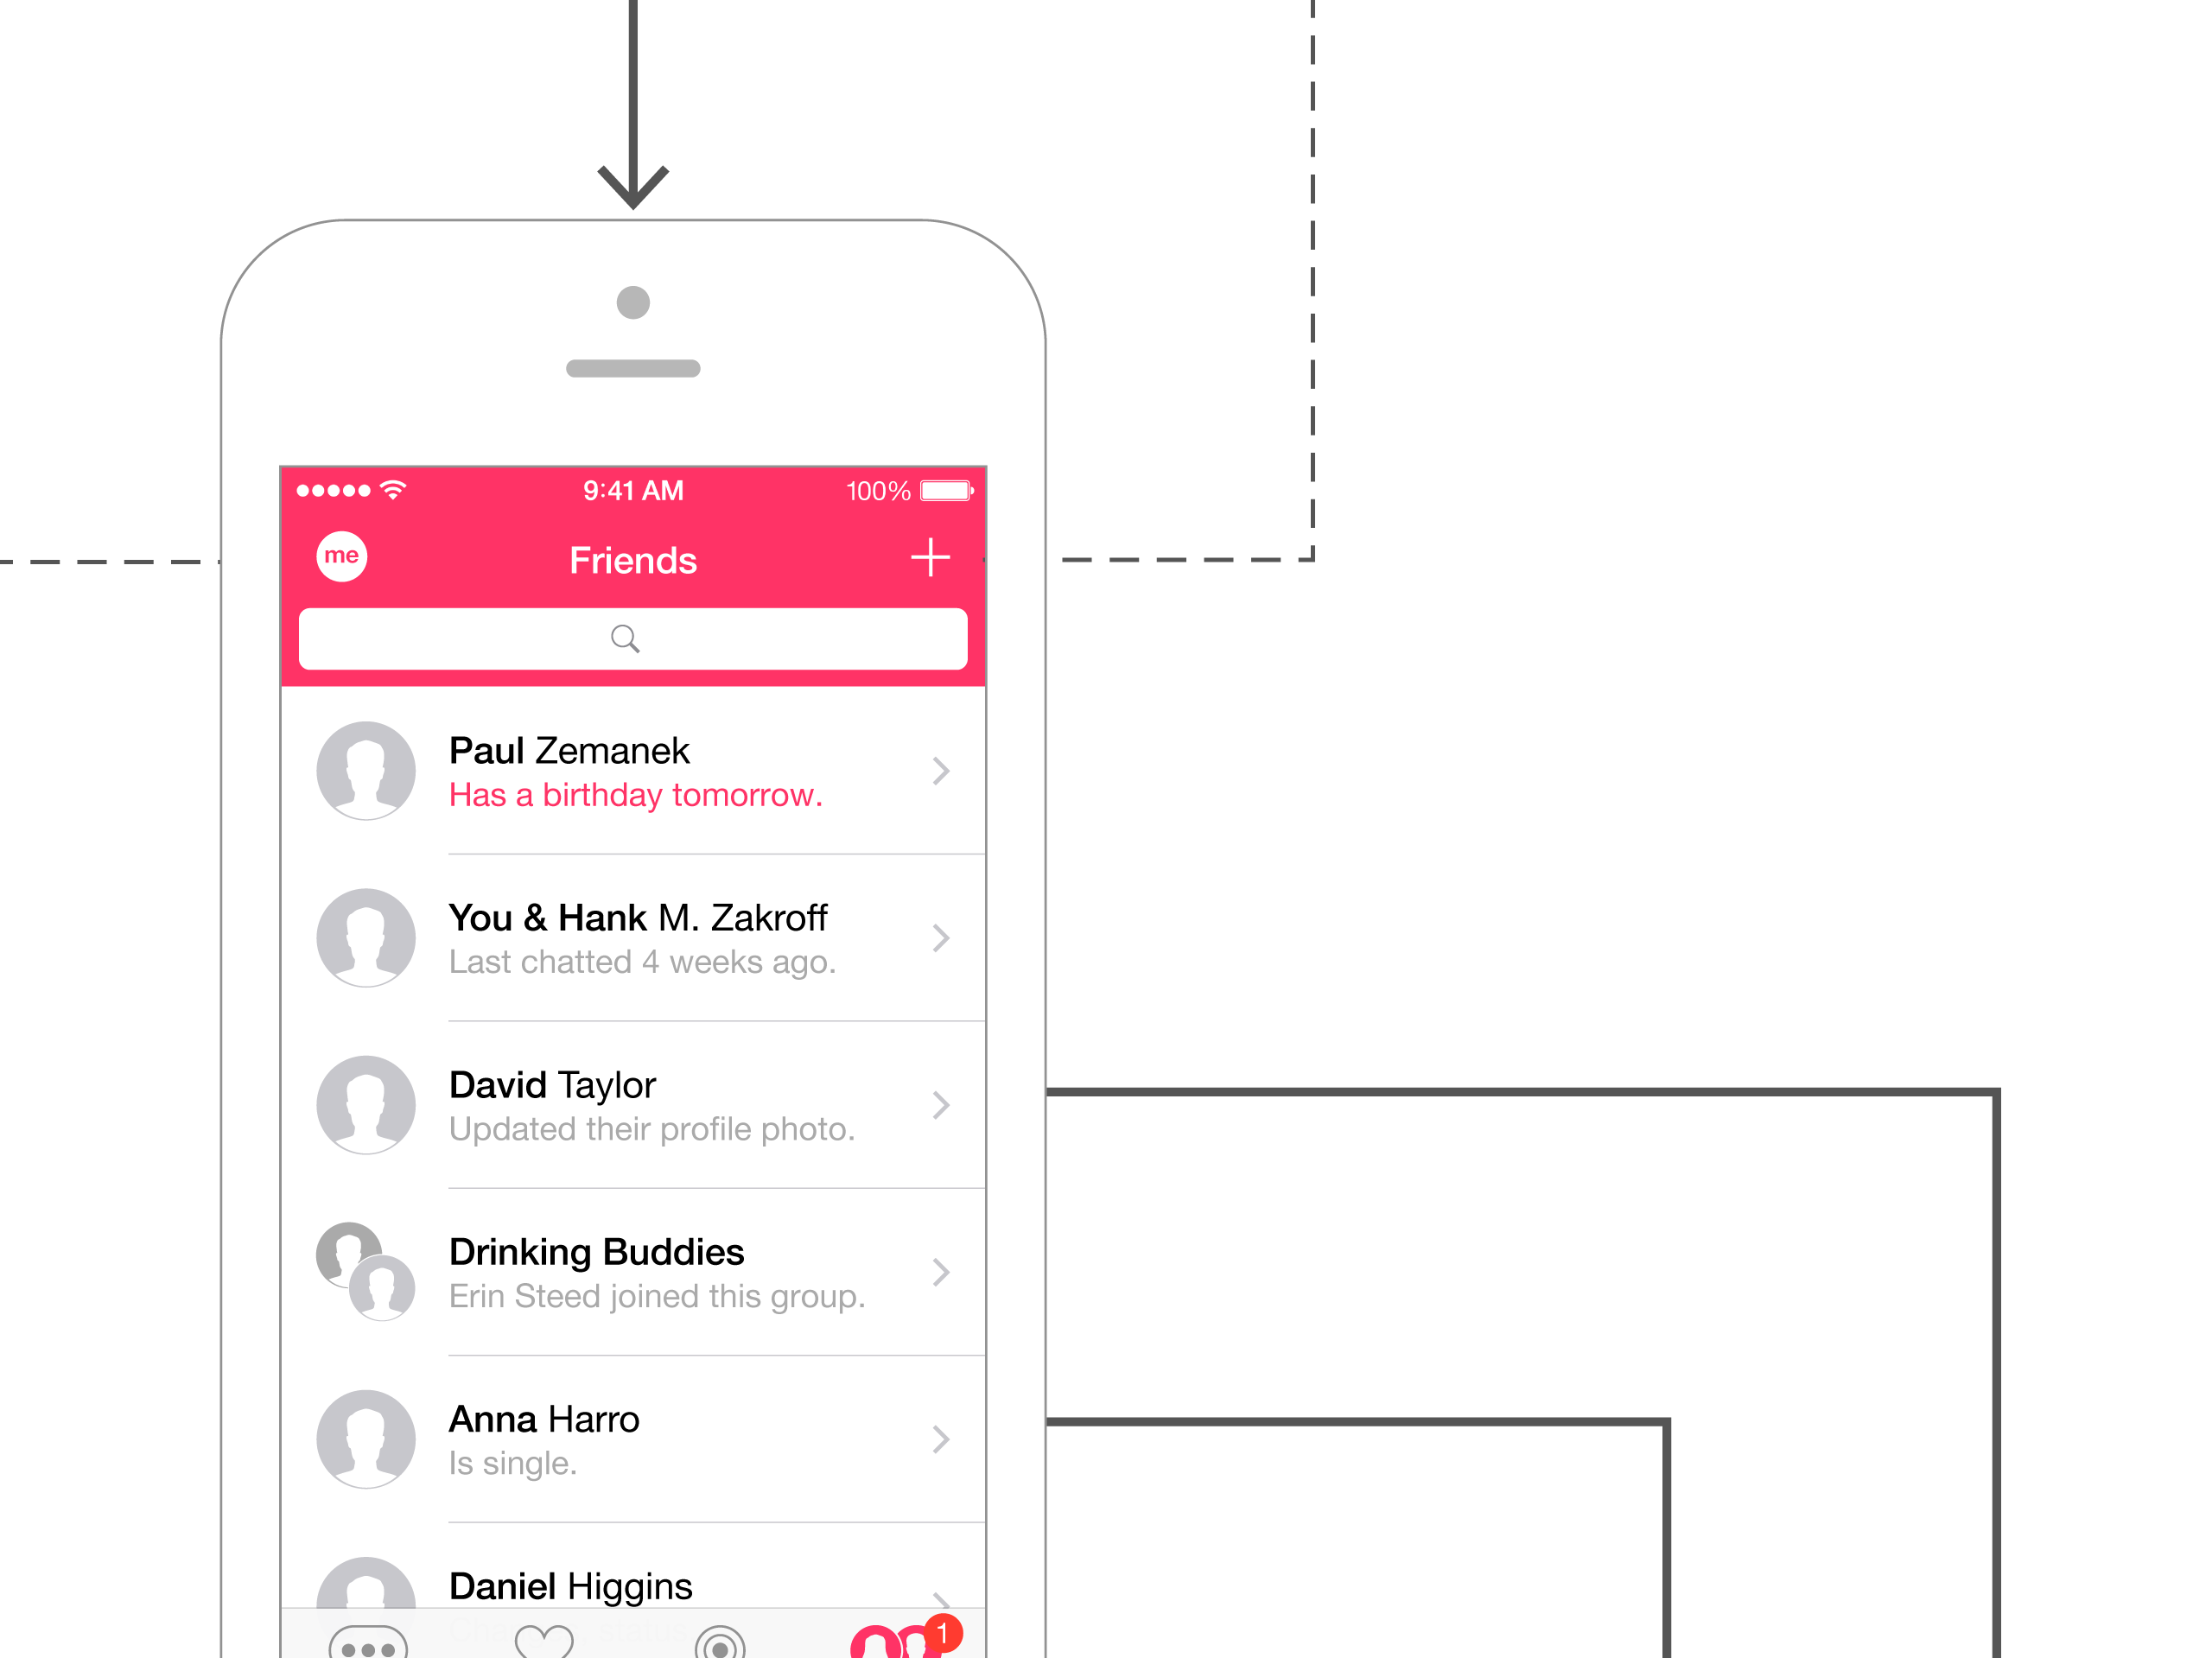 9:41 AM 100%
me Friends
Paul Zemanek
Has a birthday tomorrow.
You & Hank M. Zakroff
Last chatted 4 weeks ago.
David Taylor
Updated their profile photo.
Drinking Buddies
Erin Steed joined this group.
Anna Harro
Is single.
Daniel Higgins
1